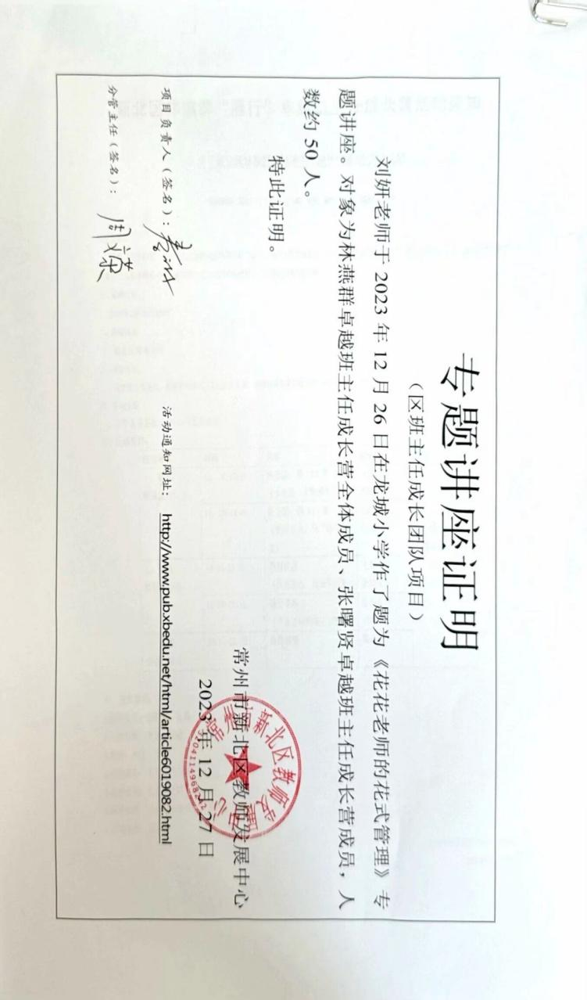 专题讲座证明
（区班主任成长团队项目）
刘妍老师于 2023 年 12 月 26 日在龙城小学作了题为《花花老师的花式管理》专
题讲座。对象为林燕群卓越班主任成长营全体成员、张曙贤卓越班主任成长营成员，人
数约 50 人。
特此证明。
常州市新北区教师发展中心
2023 年 12 月 27 日
项目负责人（签名）：
活动通知网址： http://www.pub.xbedu.net/html/article6019082.html
分管主任（签名）：